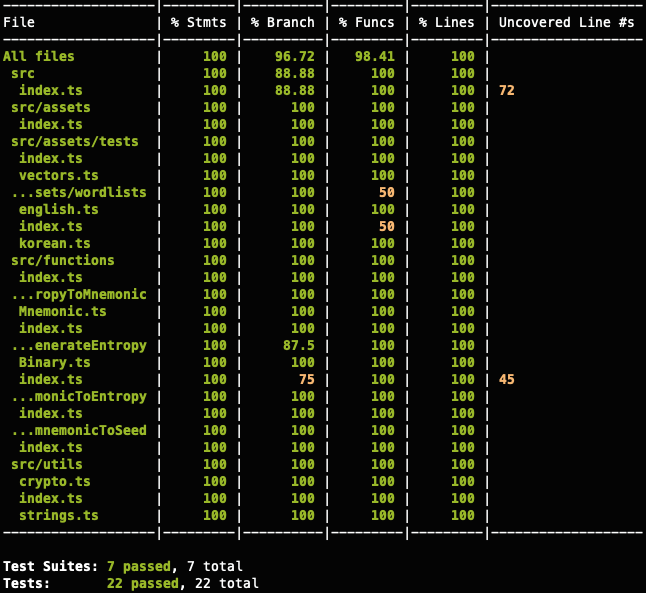 File | % Stmts | % Branch | % Funcs | % Lines | Uncovered Line #s
All files | 100 | 96.72 | 98.41 | 100 |
src | 100 | 88.88 | 100 | 100 |
index.ts | 100 | 88.88 | 100 | 100 | 72
src/assets | 100 | 100 | 100 | 100 |
index.ts | 100 | 100 | 100 | 100 |
src/assets/tests | 100 | 100 | 100 | 100 |
index.ts | 100 | 100 | 100 | 100 |
vectors.ts | 100 | 100 | 100 | 100 |
...sets/wordlists | 100 | 100 | 50 | 100 |
english.ts | 100 | 100 | 100 | 100 |
index.ts | 100 | 100 | 50 | 100 |
korean.ts | 100 | 100 | 100 | 100 |
src/functions | 100 | 100 | 100 | 100 |
index.ts | 100 | 100 | 100 | 100 |
...ropyToMnemonic | 100 | 100 | 100 | 100 |
Mnemonic.ts | 100 | 100 | 100 | 100 |
index.ts | 100 | 100 | 100 | 100 |
...enerateEntropy | 100 | 87.5 | 100 | 100 |
Binary.ts | 100 | 100 | 100 | 100 |
index.ts | 100 | 75 | 100 | 100 | 45
...monicToEntropy | 100 | 100 | 100 | 100 |
index.ts | 100 | 100 | 100 | 100 |
...mnemonicToSeed | 100 | 100 | 100 | 100 |
index.ts | 100 | 100 | 100 | 100 |
src/utils | 100 | 100 | 100 | 100 |
crypto.ts | 100 | 100 | 100 | 100 |
index.ts | 100 | 100 | 100 | 100 |
strings.ts | 100 | 100 | 100 | 100 |
Test Suites: 7 passed, 7 total
Tests: 22 passed, 22 total